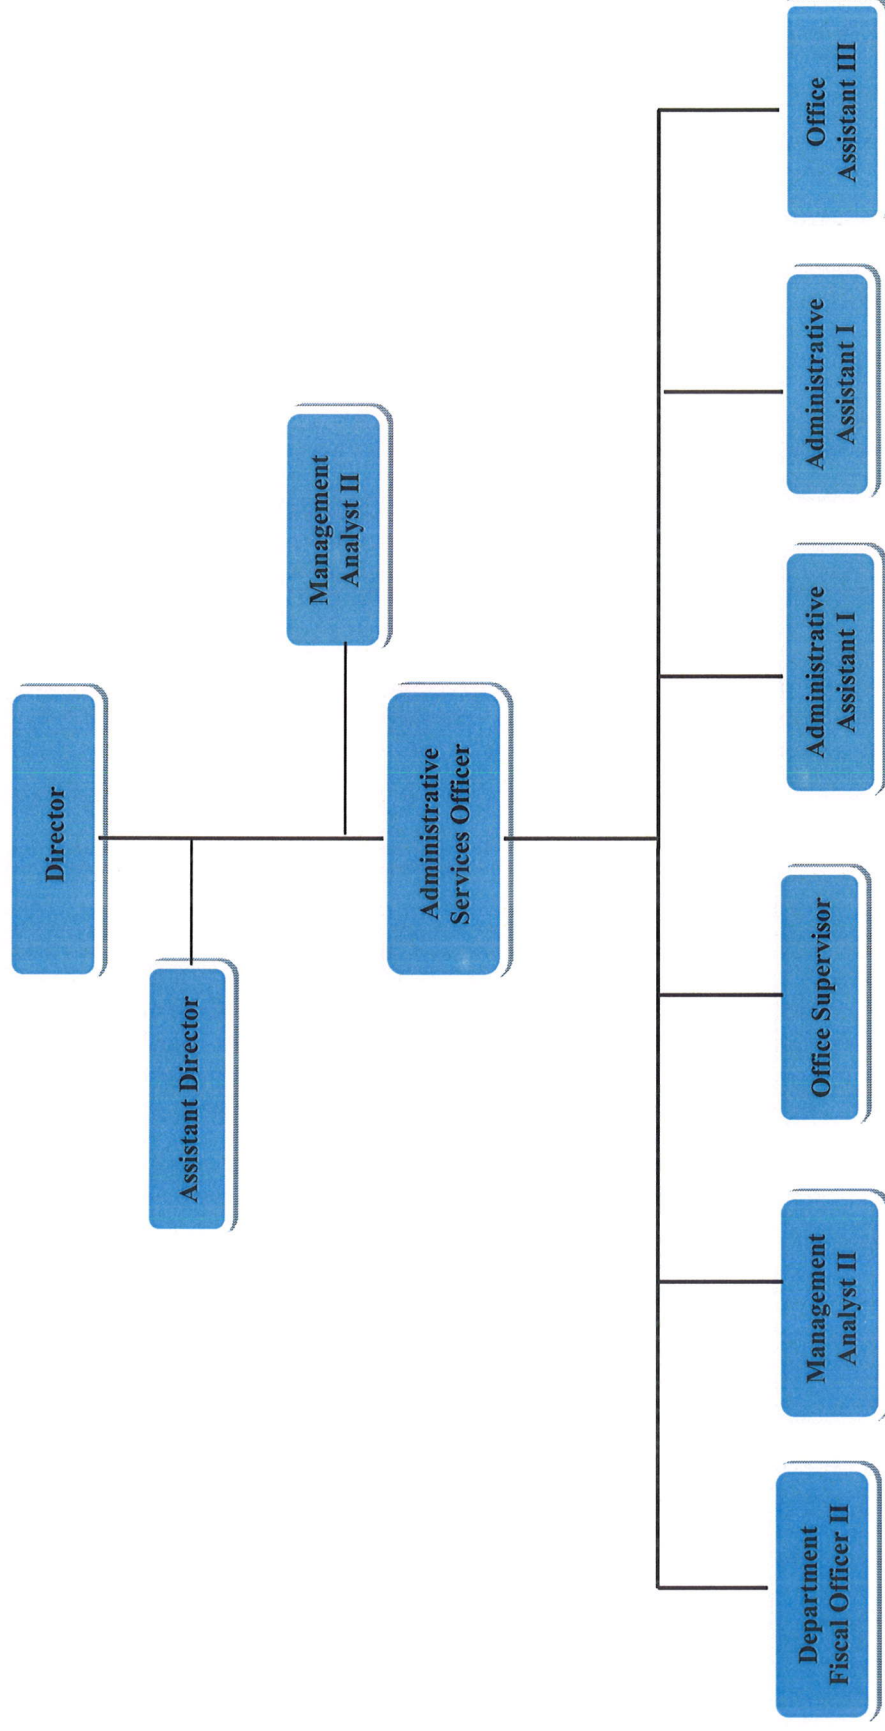 Director
Assistant Director
Management
Analyst II
Administrative
Services Officer
Department
Fiscal Officer II
Management
Analyst II
Office Supervisor
Administrative
Assistant I
Administrative
Assistant I
Office
Assistant III